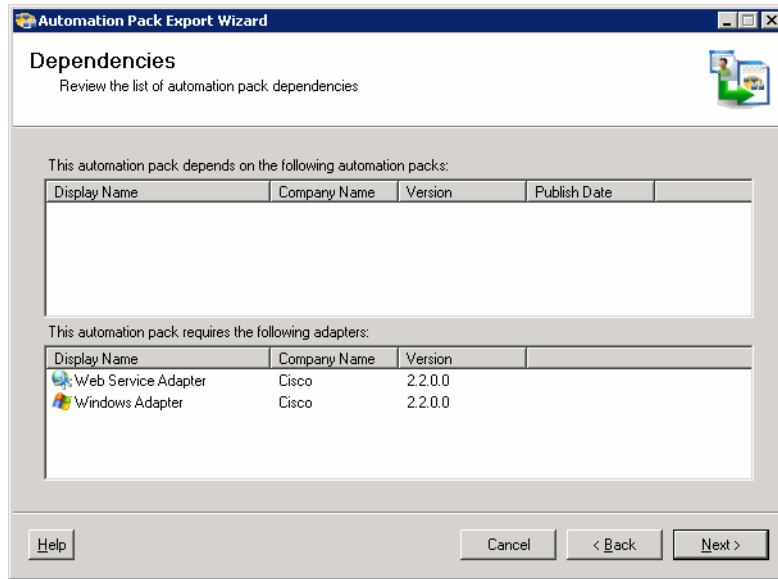 Automation Pack Export Wizard
Dependencies
Review the list of automation pack dependencies
This automation pack depends on the following automation packs:
Display Name Company Name Version Publish Date
This automation pack requires the following adapters:
Display Name Company Name Version
Web Service Adapter Cisco 2.2.0.0
Windows Adapter Cisco 2.2.0.0
Help Cancel < Back Next >